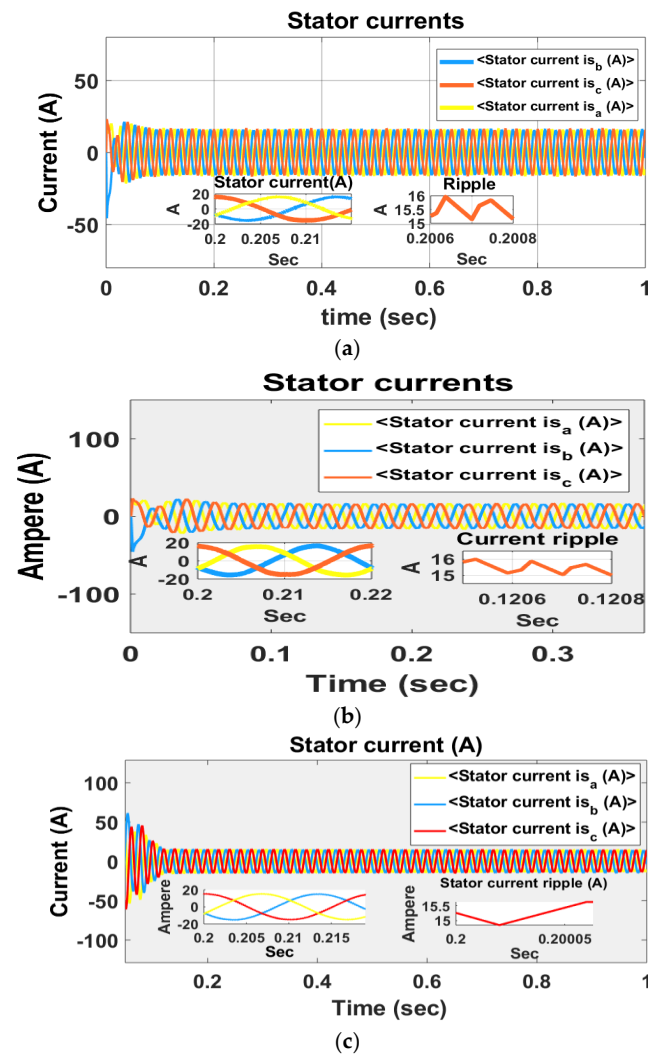 Stator currents
Current (A)
50
0
-50
<Stator current is_b (A)>
<Stator current is_c (A)>
<Stator current is_a (A)>
Stator current(A)
A
20
0
-20
0.2 0.205 0.21
Sec
Ripple
A
16
15.5
15
0.2006 0.2008
Sec
0 0.2 0.4 0.6 0.8 1
time (sec)
(a)
Stator currents
Ampere (A)
100
0
-100
<Stator current is_a (A)>
<Stator current is_b (A)>
<Stator current is_c (A)>
A
20
0
-20
0.2 0.21 0.22
Sec
Current ripple
A
16
15
0.1206 0.1208
Sec
0 0.1 0.2 0.3
Time (sec)
(b)
Stator current (A)
Current (A)
100
50
0
-50
-100
<Stator current is_a (A)>
<Stator current is_b (A)>
<Stator current is_c (A)>
Ampere
20
0
-20
0.2 0.205 0.21 0.215
Sec
Stator current ripple (A)
Ampere
15.5
15
0.2 0.20005
Sec
0.2 0.4 0.6 0.8 1
Time (sec)
(c)